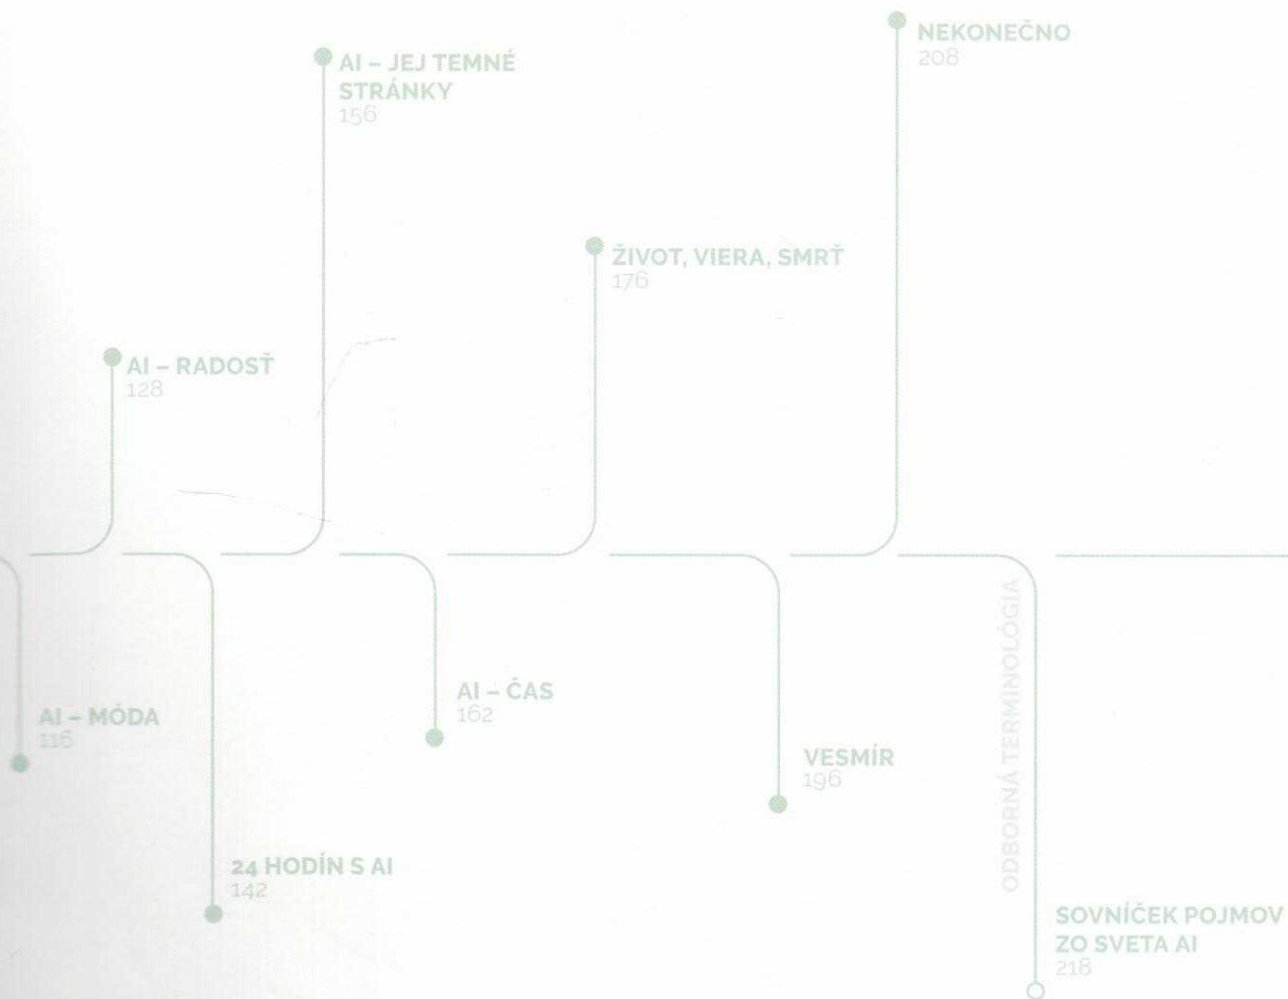 NEKONEČNO
208
AI – JEJ TEMNÉ
STRÁNKY
156
ŽIVOT, VIERA, SMRŤ
176
AI – RADOSŤ
128
AI – MÓDA
116
24 HODÍN S AI
142
AI – ČAS
162
VESMÍR
196
ODBORNÁ TERMINOLÓGIA
SOVNÍČEK POJMOV
ZO SVETA AI
218